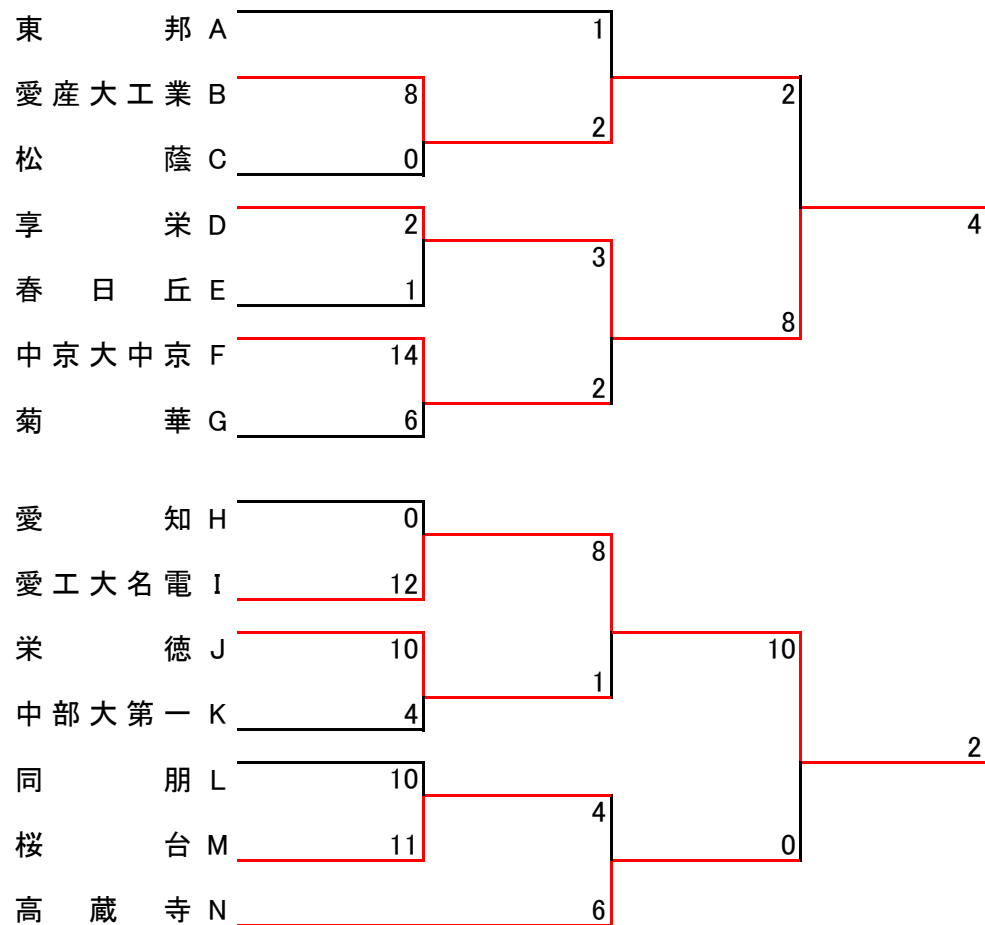 東邦 A 1
愛産大工業 B 8 2
2
松蔭 C 0
享栄 D 2 4
3
春日丘 E 1
8
中京大中京 F 14
2
菊華 G 6
愛知 H 0
8
愛工大名電 I 12
栄徳 J 10 10
1
中部大第一 K 4
2
同朋 L 10
4
桜台 M 11 0
高蔵寺 N 6